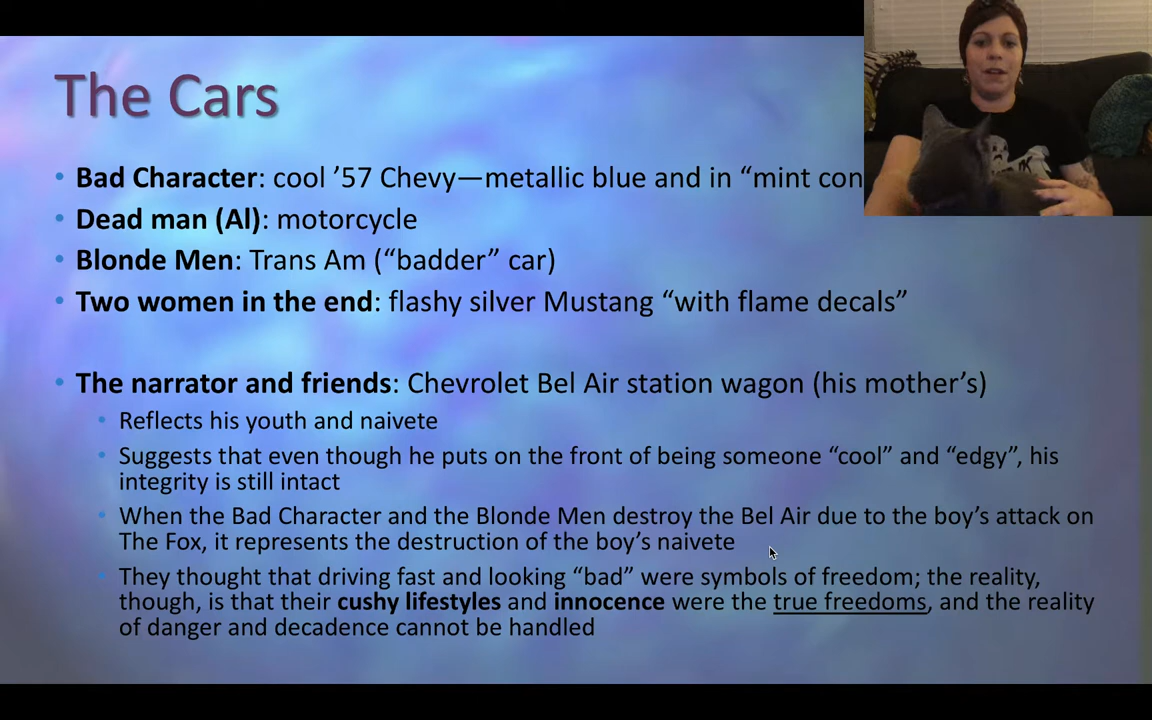 The Cars
• Bad Character: cool ’57 Chevy—metallic blue and in “mint con
• Dead man (Al): motorcycle
• Blonde Men: Trans Am (“badder” car)
• Two women in the end: flashy silver Mustang “with flame decals”
• The narrator and friends: Chevrolet Bel Air station wagon (his mother’s)
• Reflects his youth and naivete
• Suggests that even though he puts on the front of being someone “cool” and “edgy”, his
integrity is still intact
• When the Bad Character and the Blonde Men destroy the Bel Air due to the boy’s attack on
The Fox, it represents the destruction of the boy’s naivete
• They thought that driving fast and looking “bad” were symbols of freedom; the reality,
though, is that their cushy lifestyles and innocence were the true freedoms, and the reality
of danger and decadence cannot be handled